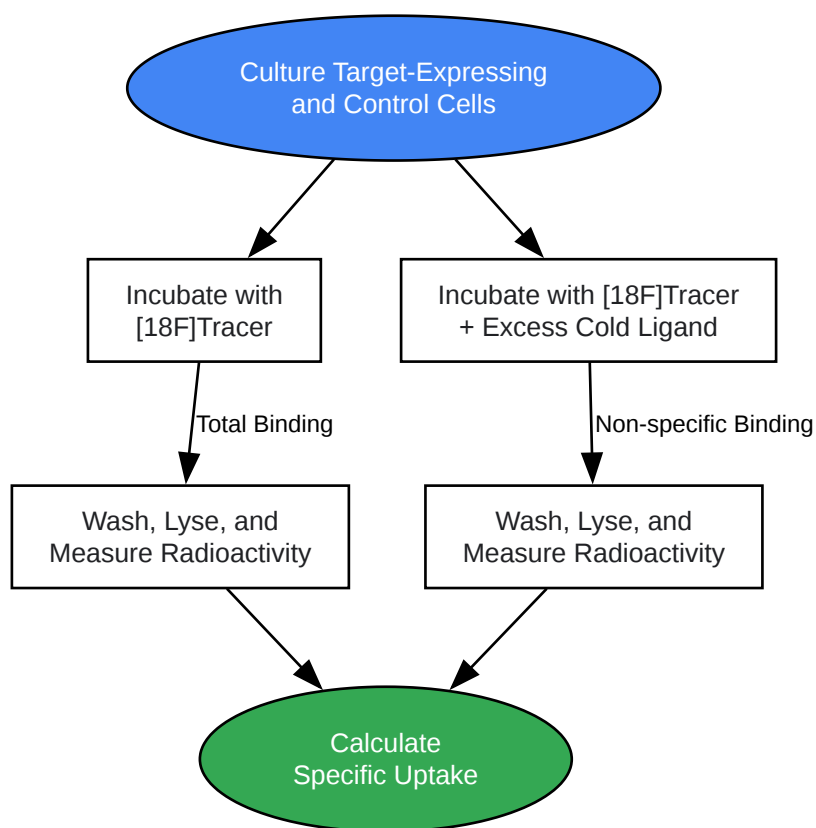 Culture Target-Expressing
and Control Cells
Incubate with
[18F]Tracer
Incubate with [18F]Tracer
+ Excess Cold Ligand
Total Binding
Non-specific Binding
Wash, Lyse, and
Measure Radioactivity
Wash, Lyse, and
Measure Radioactivity
Calculate
Specific Uptake